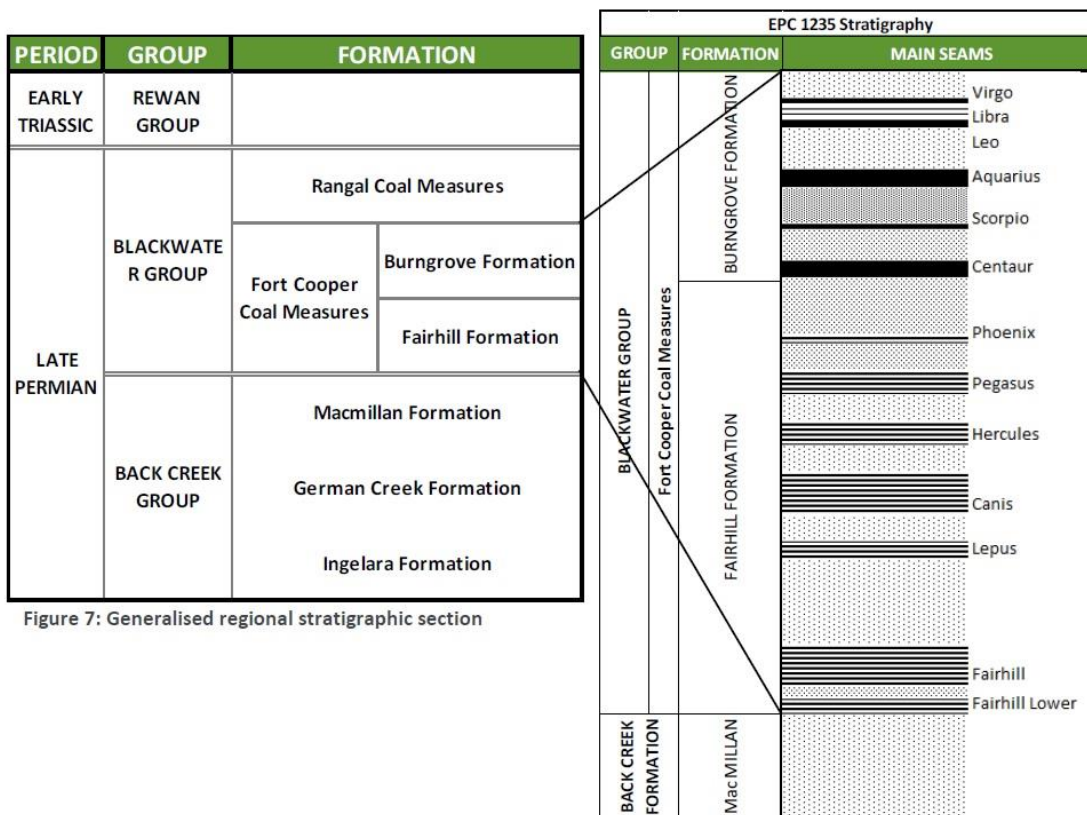 PERIOD GROUP FORMATION
EARLY
TRIASSIC
REWAN
GROUP
LATE
PERMIAN
BLACKWATE
R GROUP
Rangal Coal Measures
Fort Cooper
Coal Measures
Burngrove Formation
Fairhill Formation
BACK CREEK
GROUP
Macmillan Formation
German Creek Formation
Ingelara Formation
Figure 7: Generalised regional stratigraphic section
EPC 1235 Stratigraphy
GROUP FORMATION MAIN SEAMS
BLACKWATER GROUP
Fort Cooper Coal Measures
BURNGROVE FORMATION
FAIRHILL FORMATION
BACK CREEK
FORMATION
Mac MILLAN
Virgo
Libra
Leo
Aquarius
Scorpio
Centaur
Phoenix
Pegasus
Hercules
Canis
Lepus
Fairhill
Fairhill Lower